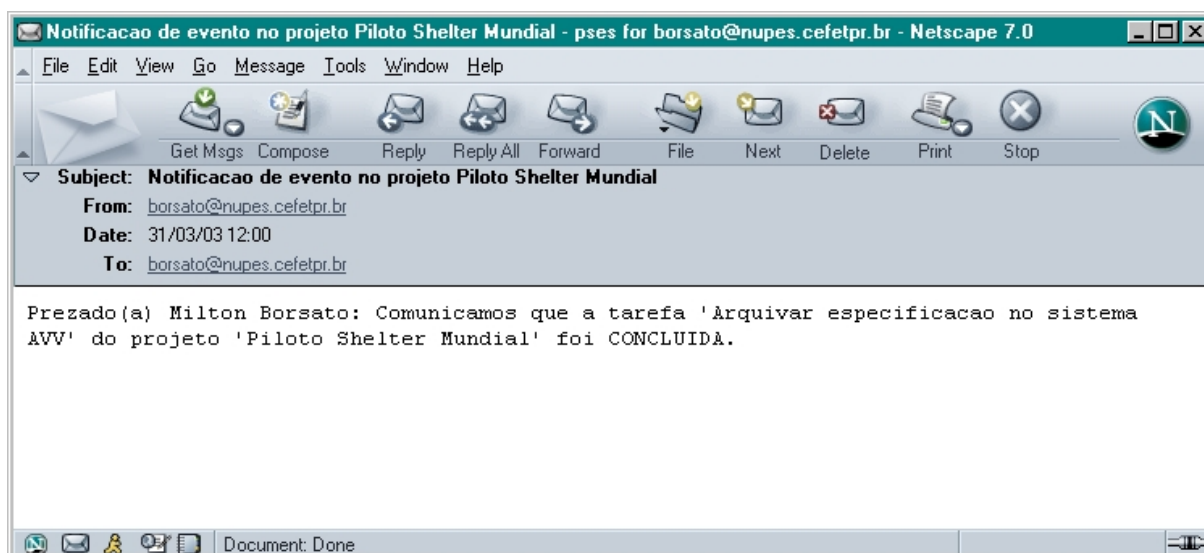 Notificacao de evento no projeto Piloto Shelter Mundial - pses for borsato@nupes.cefetpr.br - Netscape 7.0
File Edit View Go Message Tools Window Help
Get Msgs Compose Reply Reply All Forward File Next Delete Print Stop
N
Subject: Notificacao de evento no projeto Piloto Shelter Mundial
From: borsato@nupes.cefetpr.br
Date: 31/03/03 12:00
To: borsato@nupes.cefetpr.br
Prezado(a) Milton Borsato: Comunicamos que a tarefa 'Arquivar especificacao no sistema
AVV' do projeto 'Piloto Shelter Mundial' foi CONCLUIDA.
Document: Done